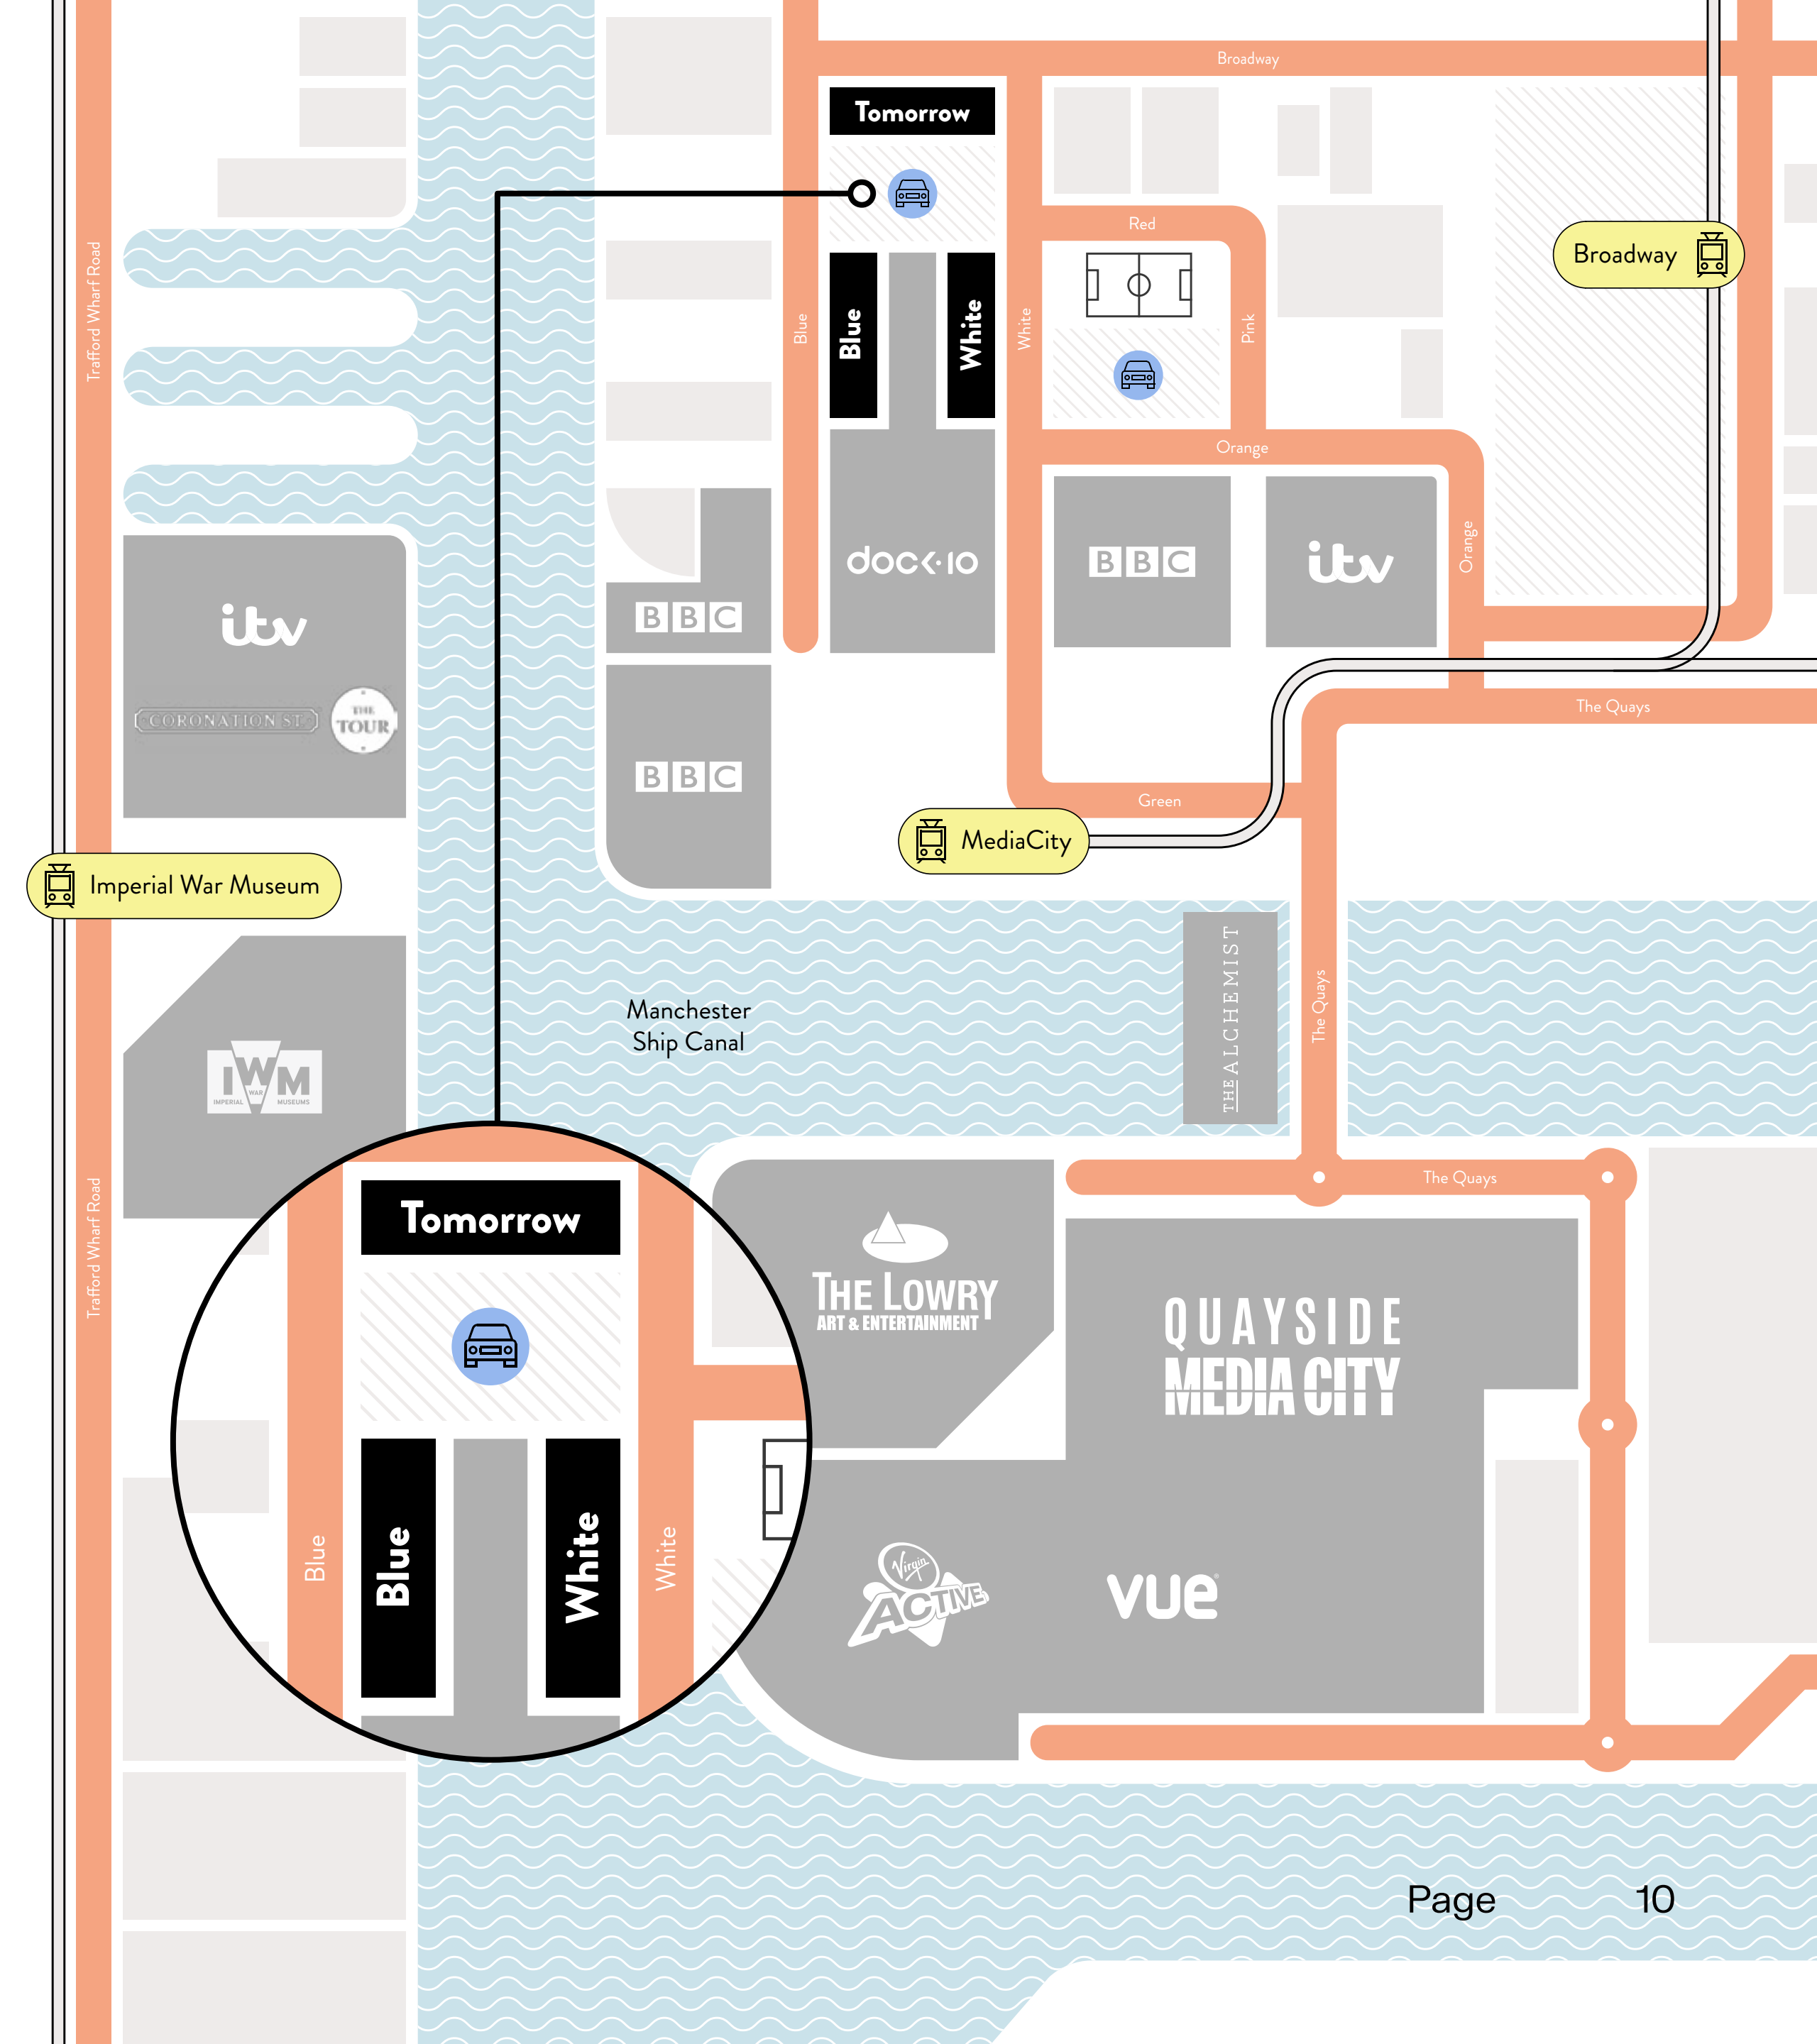 Broadway
Tomorrow
Trafford Wharf Road
Red
Broadway
Blue
Blue
White
White
Pink
Orange
Orange
dock10
BBC
itv
itv
BBC
CORONATION ST.
THE
TOUR
The Quays
BBC
Green
MediaCity
Imperial War Museum
Manchester
Ship Canal
THE ALCHEMIST
The Quays
IWM
IMPERIAL WAR MUSEUMS
Trafford Wharf Road
The Quays
Tomorrow
THE LOWRY
ART & ENTERTAINMENT
QUAYSIDE
MEDIA CITY
Blue
Blue
White
White
Virgin
ACTIVE
vue
Page 10